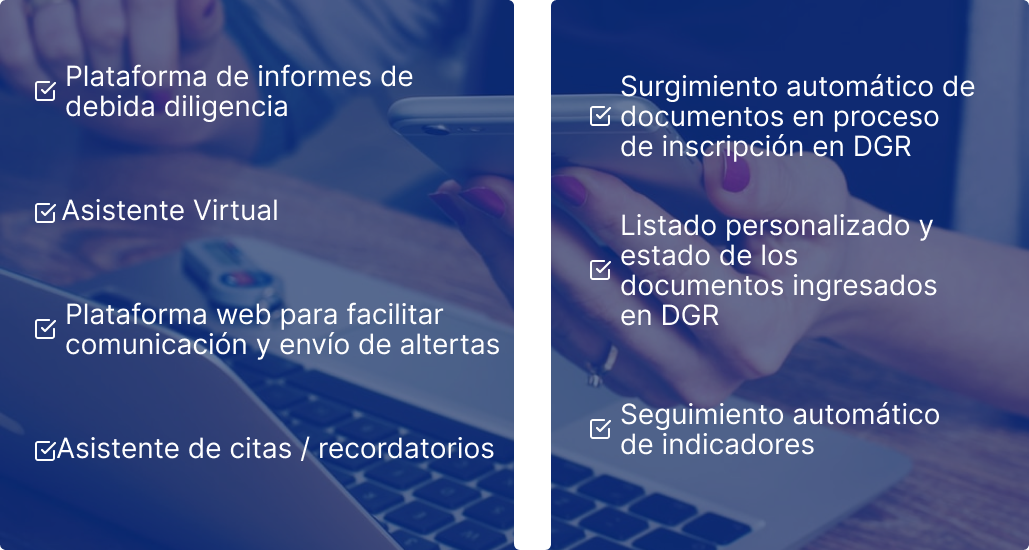 Plataforma de informes de
debida diligencia
Asistente Virtual
Plataforma web para facilitar
comunicación y envío de altertas
Asistente de citas / recordatorios
Surgimiento automático de
documentos en proceso
de inscripción en DGR
Listado personalizado y
estado de los
documentos ingresados
en DGR
Seguimiento automático
de indicadores